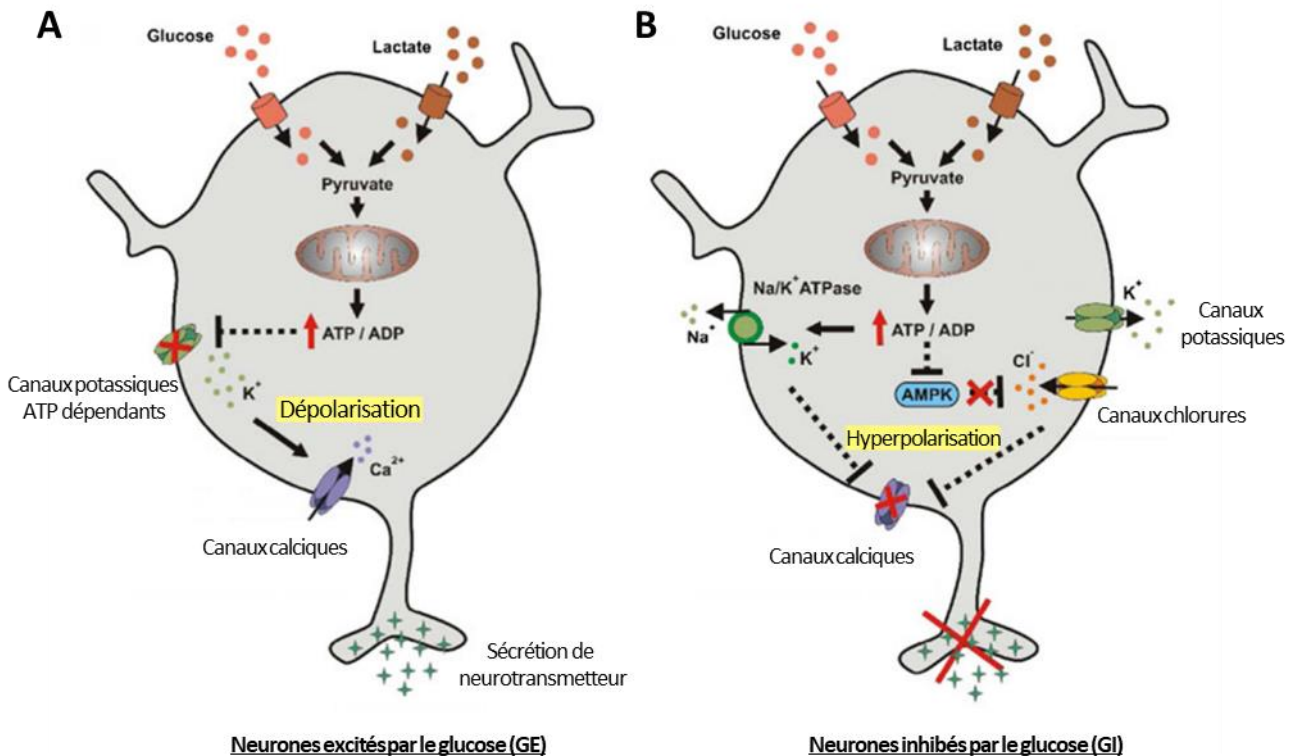 A
Glucose
Lactate
Pyruvate
ATP / ADP
Canaux potassiques
ATP dépendants
K+
Dépolarisation
Ca2+
Canaux calciques
Sécrétion de
neurotransmetteur
Neurones excités par le glucose (GE)
B
Glucose
Lactate
Pyruvate
Na/K+ ATPase
Na+
K+
ATP / ADP
K+
Canaux
potassiques
Cl-
AMPK
Canaux chlorures
Hyperpolarisation
Canaux calciques
Neurones inhibés par le glucose (GI)